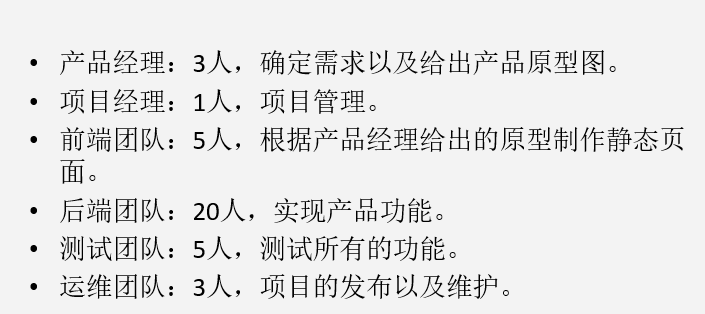 • 产品经理：3人，确定需求以及给出产品原型图。
• 项目经理：1人，项目管理。
• 前端团队：5人，根据产品经理给出的原型制作静态页
面。
• 后端团队：20人，实现产品功能。
• 测试团队：5人，测试所有的功能。
• 运维团队：3人，项目的发布以及维护。